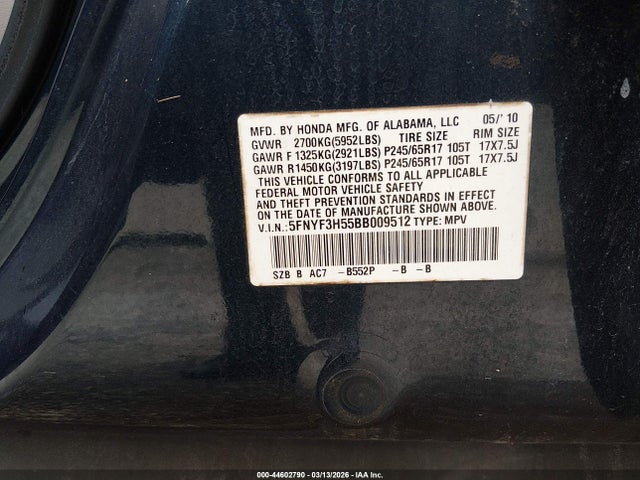 MFD. BY HONDA MFG. OF ALABAMA, LLC 05/'10
GVWR 2700KG(5952LBS) TIRE SIZE RIM SIZE
GAWR F 1325KG(2921LBS) P245/65R17 105T 17X7.5J
GAWR R1450KG(3197LBS) P245/65R17 105T 17X7.5J
THIS VEHICLE CONFORMS TO ALL APPLICABLE
FEDERAL MOTOR VEHICLE SAFETY
AND THEFT PREVENTION STANDARDS IN EFFECT
ON THE DATE OF MANUFACTURE SHOWN ABOVE.
V.I.N.: 5FNYF3H55BB009512 TYPE: MPV
SZB B AC7 -B552P -B -B
000-44602790 - 03/13/2026 - IAA Inc.